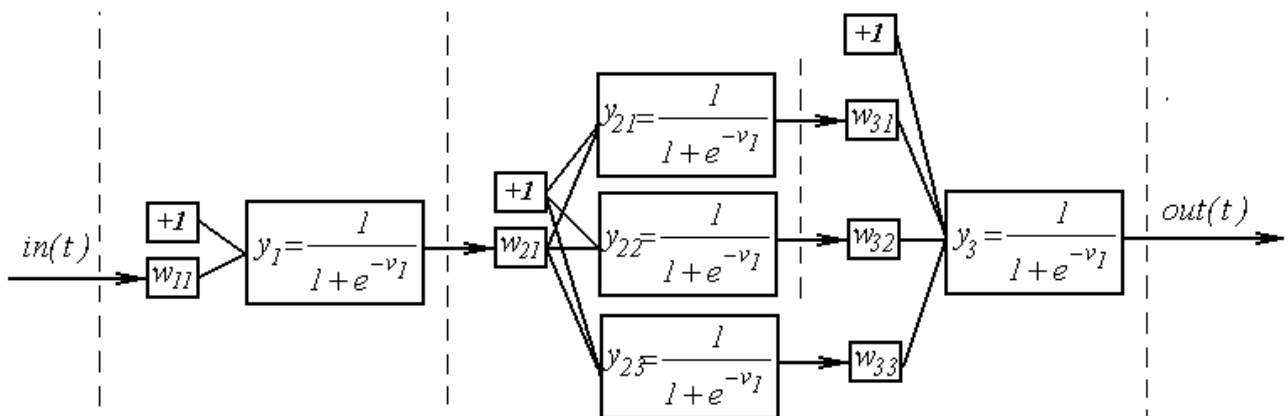 +1
y21= 1 / 1 + e^-v1
w31
+1
y22= 1 / 1 + e^-v1
w32
in(t)
+1
w11
y1= 1 / 1 + e^-v1
w21
y3 = 1 / 1 + e^-v1
out(t)
y23= 1 / 1 + e^-v1
w33